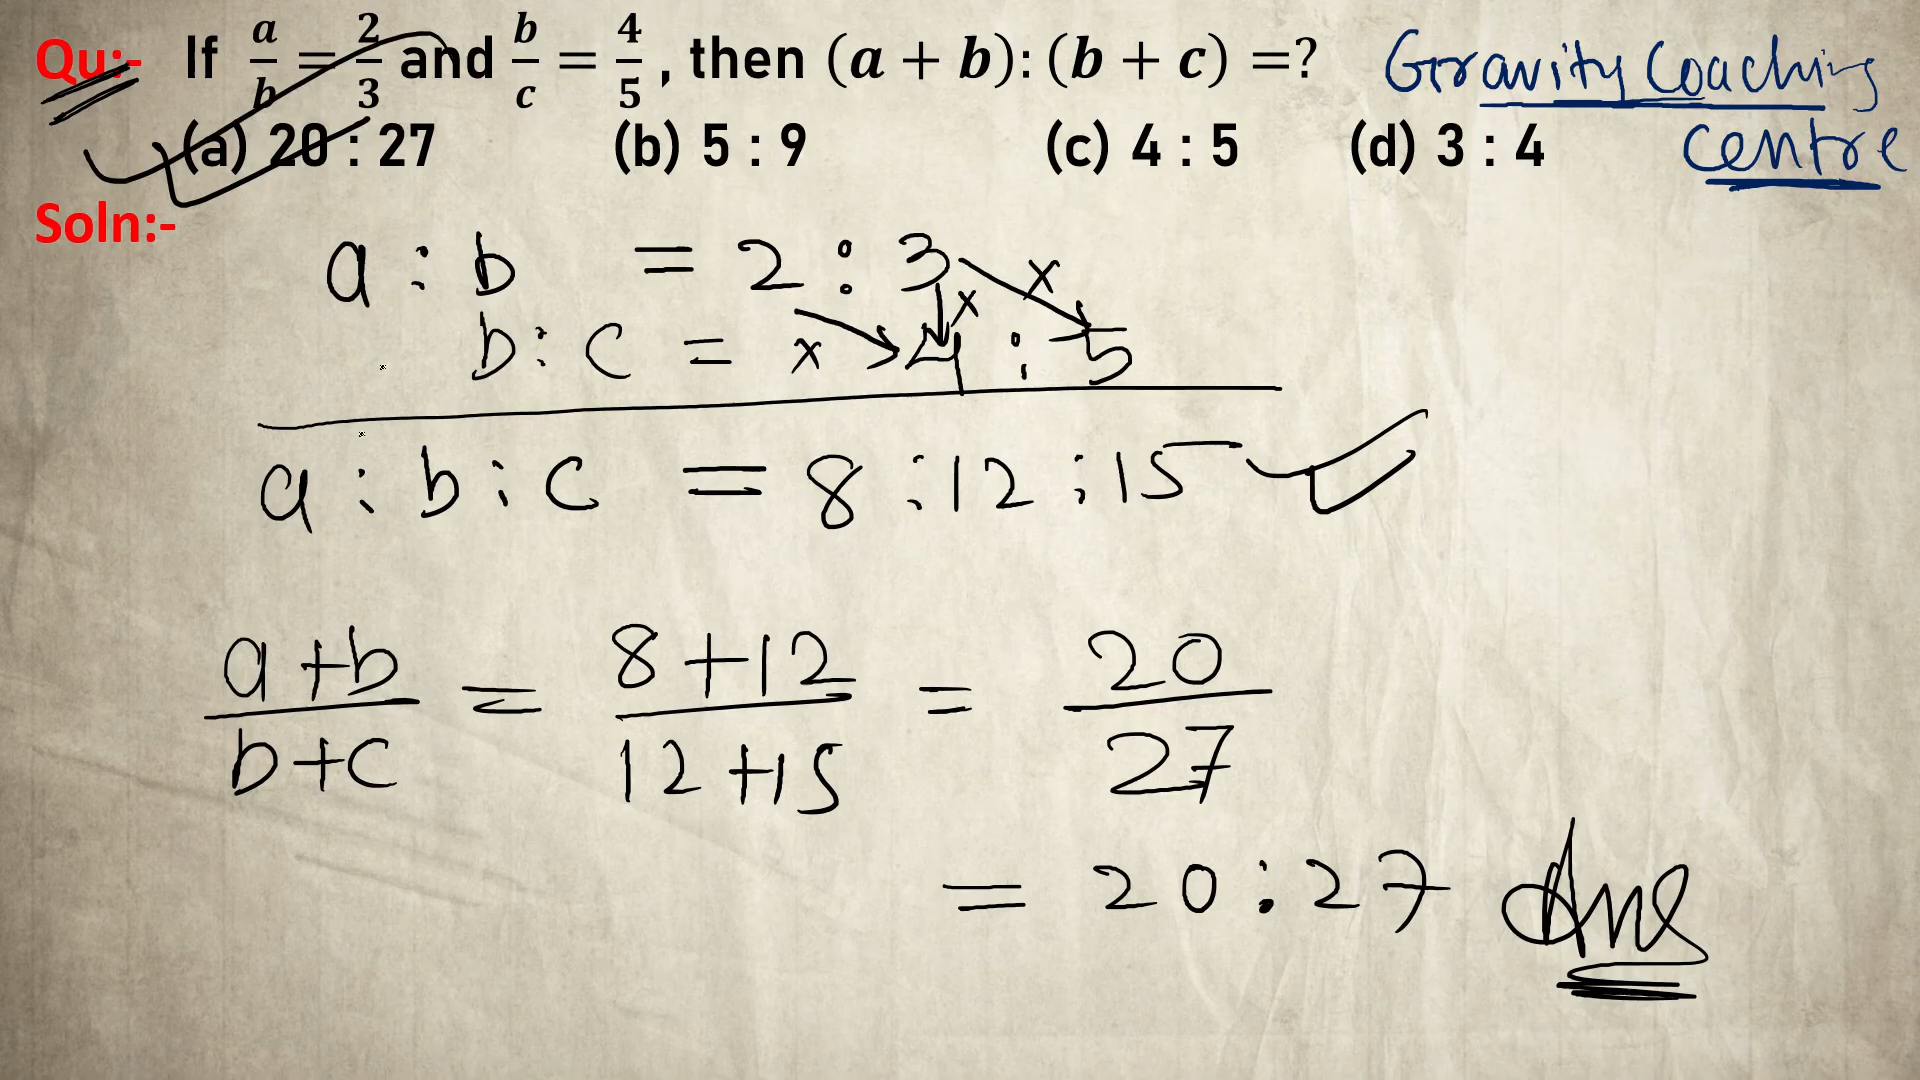 Qu:- If a/b = 2/3 and b/c = 4/5 , then (a + b): (b + c) =?
(a) 20 : 27 (b) 5 : 9 (c) 4 : 5 (d) 3 : 4
Gravity Coaching
centre
Soln:-
a : b = 2 : 3 x
b : c = x 4 x : 5
a : b : c = 8 : 12 : 15
a+b/b+c = 8+12/12+15 = 20/27
= 20 : 27 Ans